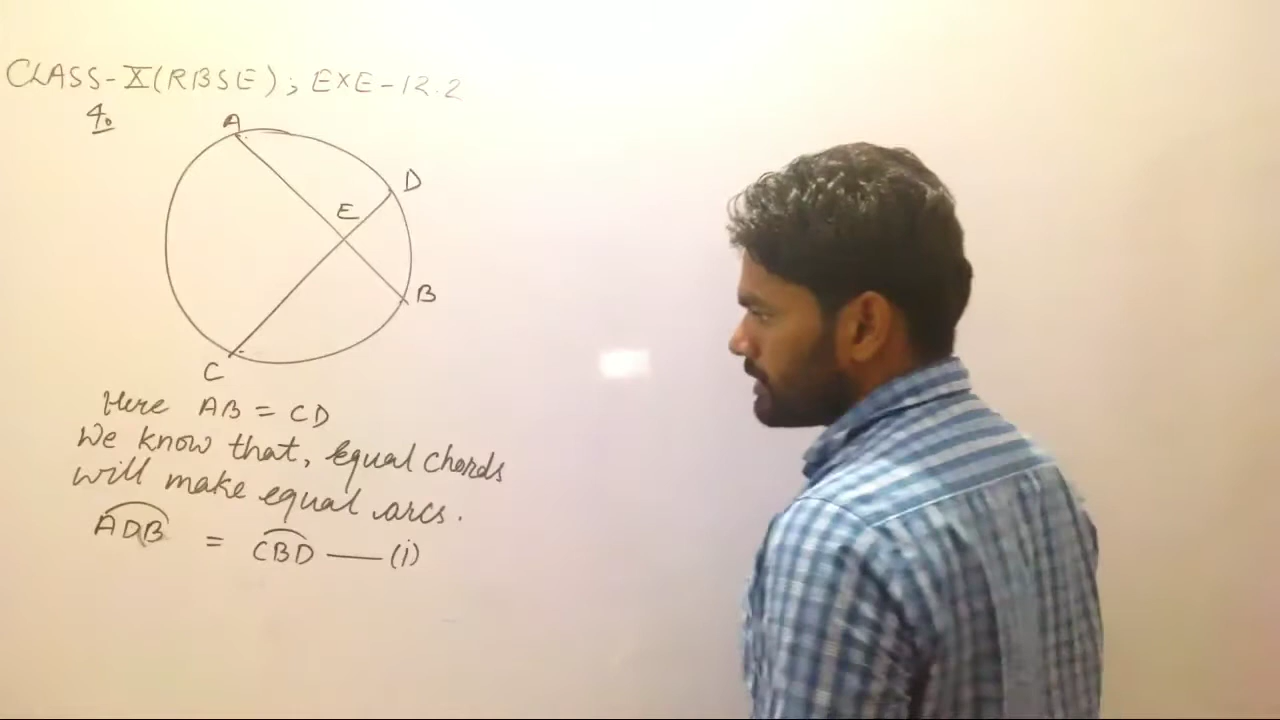 CLASS-X(RBSE); EXE-12.2
4.
A
D
E
B
C
Here AB = CD
We know that, equal chords
will make equal arcs.
ADB = CBD — (i)